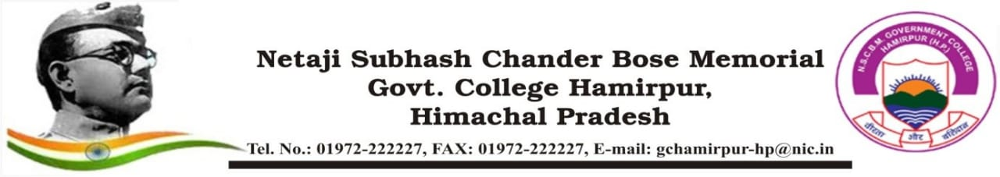 Netaji Subhash Chander Bose Memorial
Govt. College Hamirpur,
Himachal Pradesh
Tel. No.: 01972-222227, FAX: 01972-222227, E-mail: gchamirpur-hp@nic.in
N.S.C.B.M. GOVERNMENT COLLEGE
HAMIRPUR (H.P.)
वीरता और बलिदान